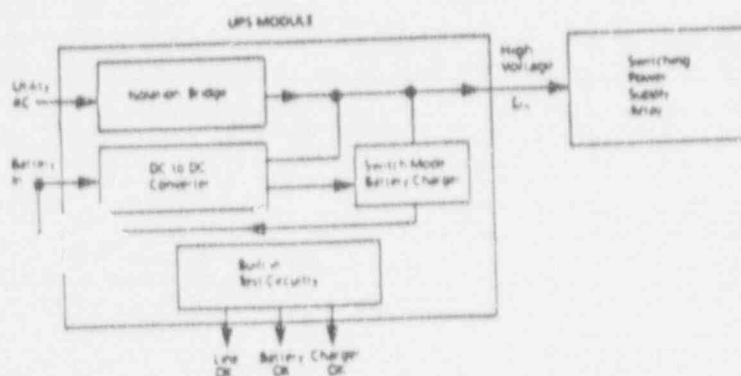 UPS MODULE
Utility
AC
Isolation Bridge
High
Voltage
Switching
Power
Supply
Array
Battery
In
DC to DC
Converter
Switch Mode
Battery Charger
Built-in
Test Circuitry
Line
OK
Battery
OK
Charger
OK